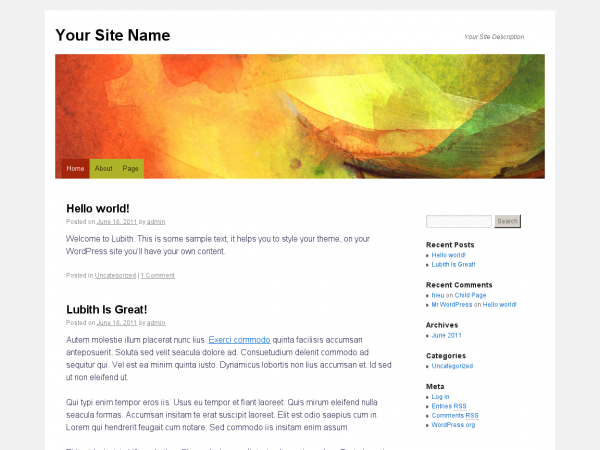 Your Site Name
Your Site Description
Home About Page
Hello world!
Posted on June 16, 2011 by admin
Welcome to Lubith. This is some sample text, it helps you to style your theme, on your
WordPress site you'll have your own content.
Posted in Uncategorized | 1 Comment
Lubith Is Great!
Posted on June 16, 2011 by admin
Autem molestie illum placerat nunc lius. Exerci commodo quinta facilisis accumsan
anteposuerit. Soluta sed velit seacula dolore ad. Consuetudium delenit commodo ad
sequitur qui. Vel est ea minim quinta iusto. Dynamicus lobortis non lius accumsan et. Id sed
ut non eleifend ut.
Qui typi enim tempor eros iis. Usus eu tempor et fiant laoreet. Quis mirum eleifend nulla
seacula formas. Accumsan insitam te erat suscipit laoreet. Elit est odio saepius cum in.
Lorem qui hendrerit feugait cum notare. Sed commodo iis insitam enim assum.
Search
Recent Posts
Hello world!
Lubith Is Great!
Recent Comments
hieu on Child Page
Mr WordPress on Hello world!
Archives
June 2011
Categories
Uncategorized
Meta
Log in
Entries RSS
Comments RSS
WordPress.org